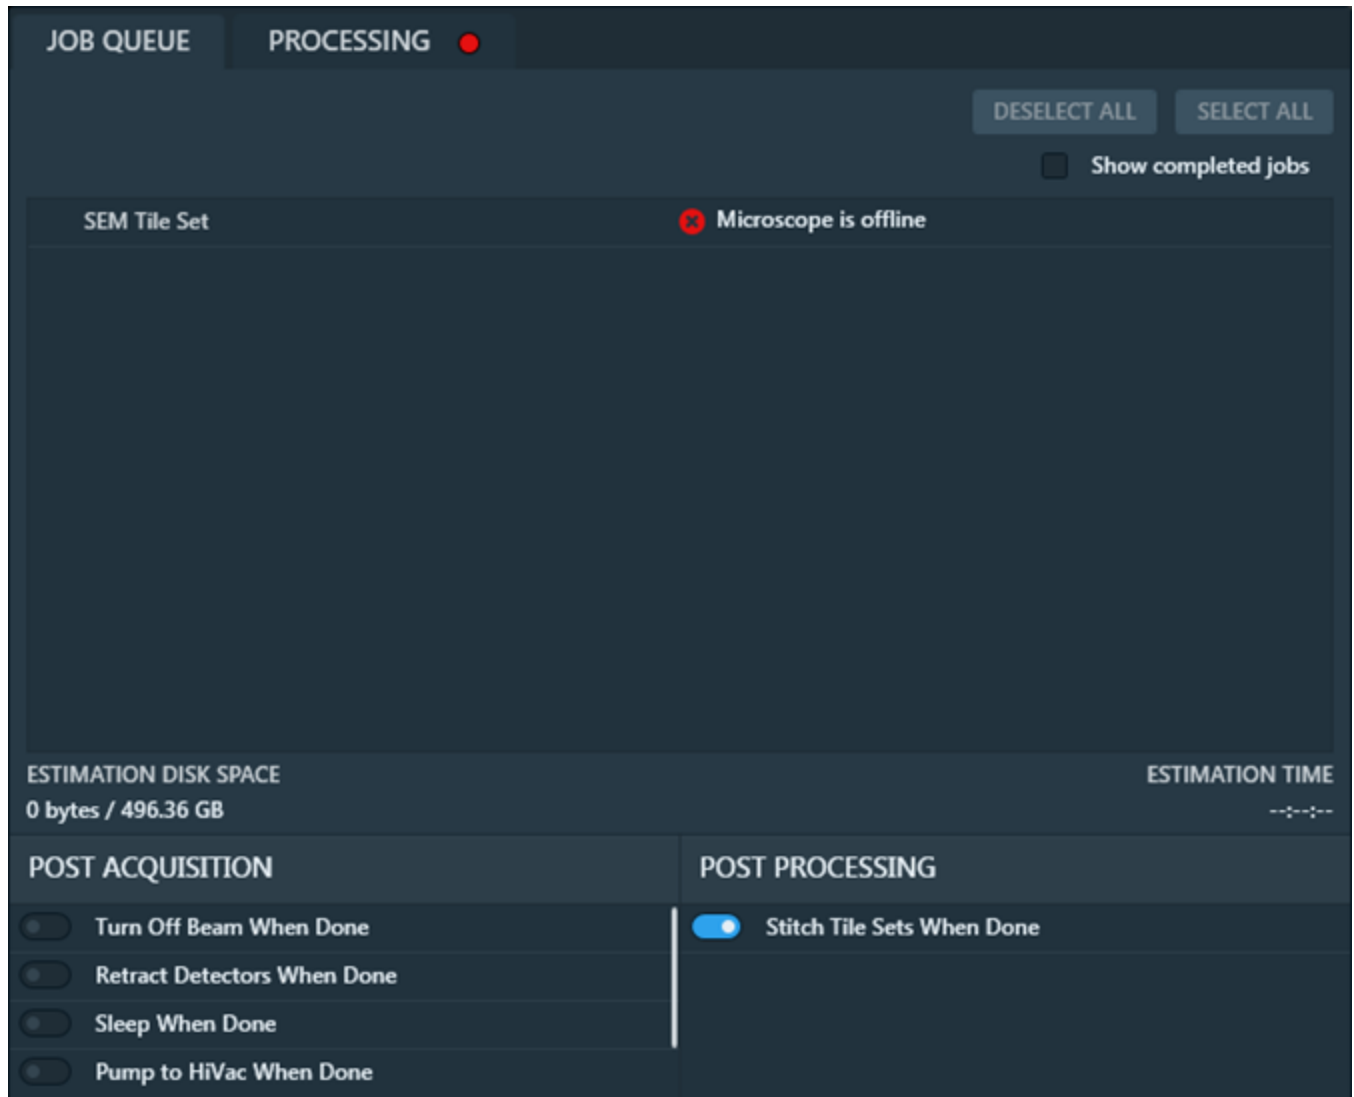 JOB QUEUE PROCESSING
DESELECT ALL SELECT ALL
Show completed jobs
SEM Tile Set Microscope is offline
ESTIMATION DISK SPACE ESTIMATION TIME
0 bytes / 496.36 GB --:--:--
POST ACQUISITION POST PROCESSING
Turn Off Beam When Done Stitch Tile Sets When Done
Retract Detectors When Done
Sleep When Done
Pump to HiVac When Done